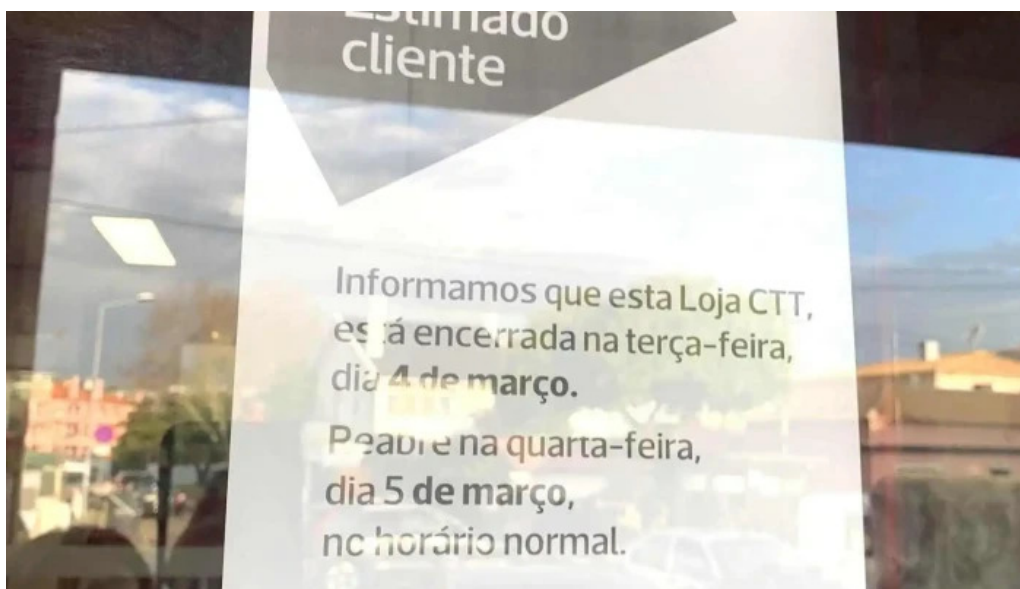 Estimado
cliente
Informamos que esta Loja CTT,
está encerrada na terça-feira,
dia 4 de março.
Reabre na quarta-feira,
dia 5 de março,
no horário normal.